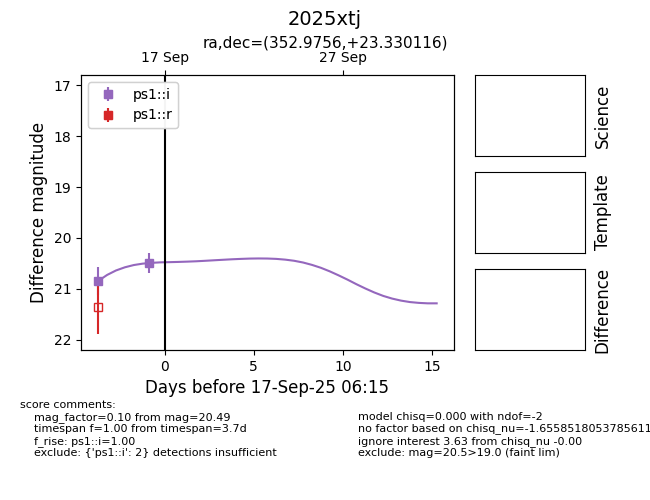 2025xtj
ra,dec=(352.9756,+23.330116)
17 Sep
27 Sep
17
18
19
20
21
22
Difference magnitude
ps1::i
ps1::r
0
5
10
15
Days before 17-Sep-25 06:15
Science
Template
Difference
score comments:
mag_factor=0.10 from mag=20.49
timespan f=1.00 from timespan=3.7d
f_rise: ps1::i=1.00
exclude: {'ps1::i': 2} detections insufficient
model chisq=0.000 with ndof=-2
no factor based on chisq_nu=-1.6558518053785611
ignore interest 3.63 from chisq_nu -0.00
exclude: mag=20.5>19.0 (faint lim)